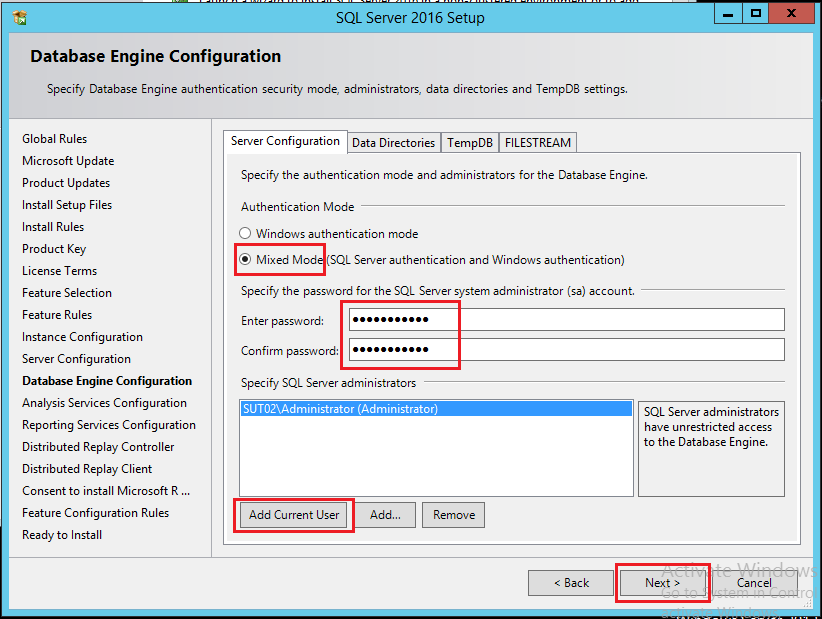 SQL Server 2016 Setup
Database Engine Configuration
Specify Database Engine authentication security mode, administrators, data directories and TempDB settings.
Global Rules
Microsoft Update
Product Updates
Install Setup Files
Install Rules
Product Key
License Terms
Feature Selection
Feature Rules
Instance Configuration
Server Configuration
Database Engine Configuration
Analysis Services Configuration
Reporting Services Configuration
Distributed Replay Controller
Distributed Replay Client
Consent to install Microsoft R ...
Feature Configuration Rules
Ready to Install
Server Configuration Data Directories TempDB FILESTREAM
Specify the authentication mode and administrators for the Database Engine.
Authentication Mode
Windows authentication mode
Mixed Mode (SQL Server authentication and Windows authentication)
Specify the password for the SQL Server system administrator (sa) account.
Enter password: ●●●●●●●●●●●
Confirm password: ●●●●●●●●●●●
Specify SQL Server administrators
SUT02\Administrator (Administrator)
SQL Server administrators
have unrestricted access
to the Database Engine.
Add Current User Add... Remove
< Back Next > Cancel
Activate Windows
Go to System in Contro
activate Windows.